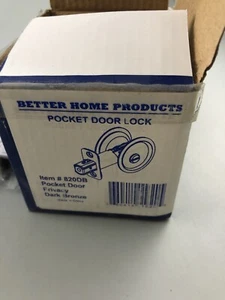 BETTER HOME PRODUCTS
POCKET DOOR LOCK
Item # 820DB
Pocket Door
Privacy
Dark Bronze